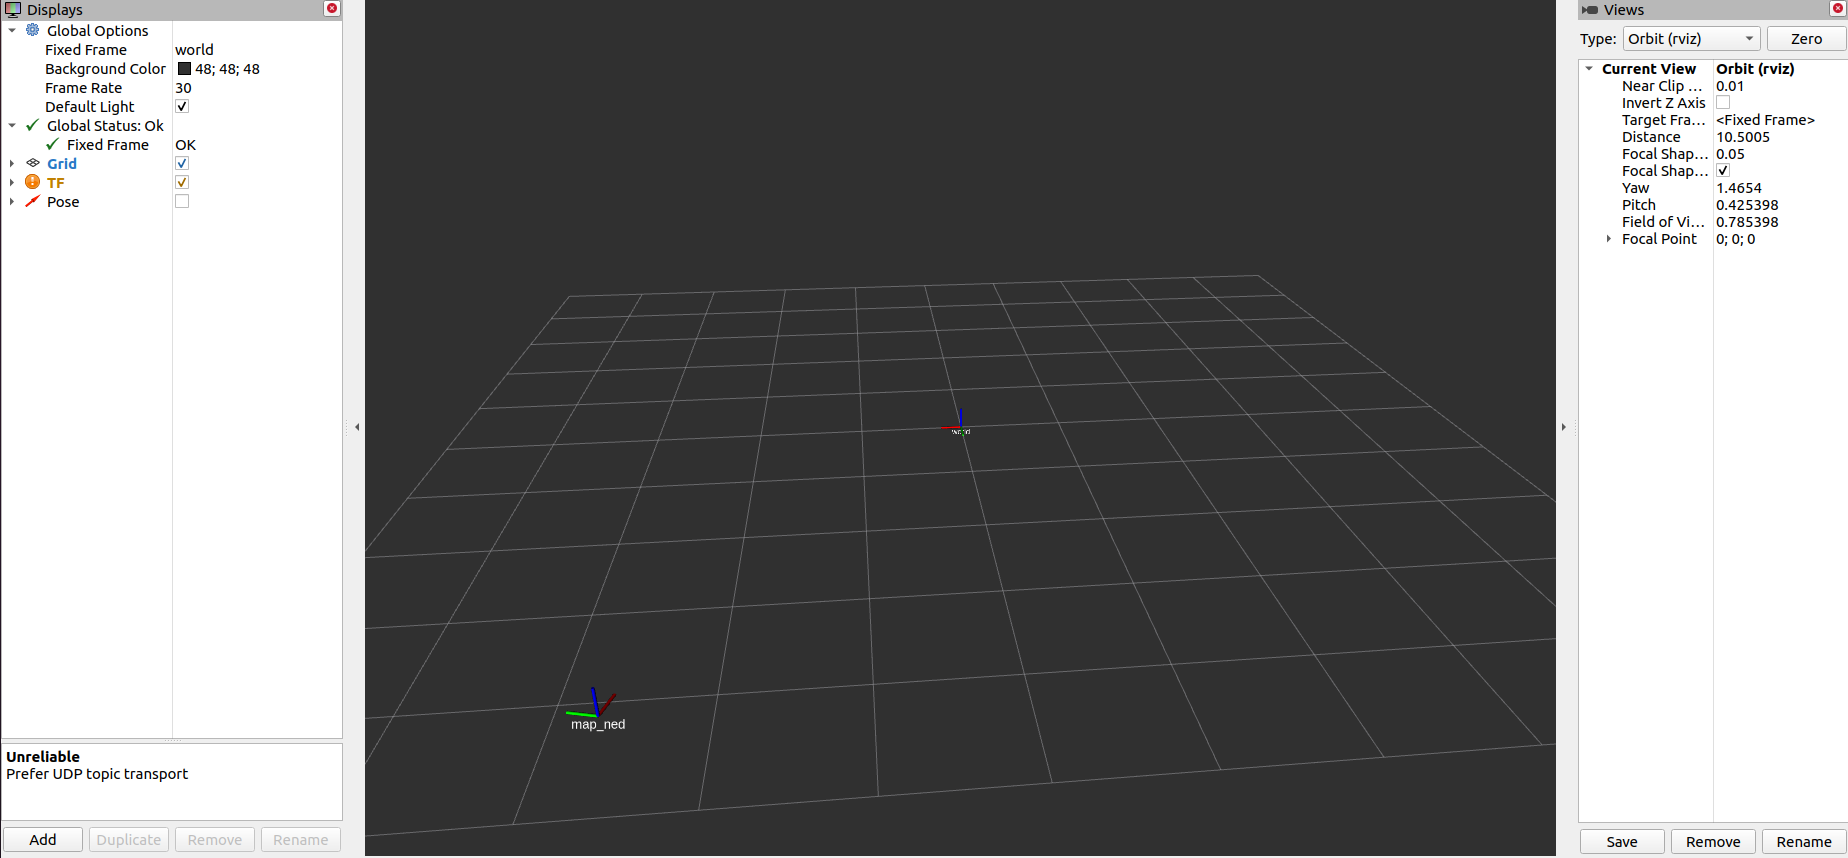 Displays
Global Options
Fixed Frame world
Background Color 48; 48; 48
Frame Rate 30
Default Light
Global Status: Ok
Fixed Frame OK
Grid
TF
Pose
Unreliable
Prefer UDP topic transport
Add Duplicate Remove Rename
world
map_ned
Views
Type: Orbit (rviz) Zero
Current View Orbit (rviz)
Near Clip ... 0.01
Invert Z Axis
Target Fra... <Fixed Frame>
Distance 10.5005
Focal Shap... 0.05
Focal Shap...
Yaw 1.4654
Pitch 0.425398
Field of Vi... 0.785398
Focal Point 0; 0; 0
Save Remove Rename